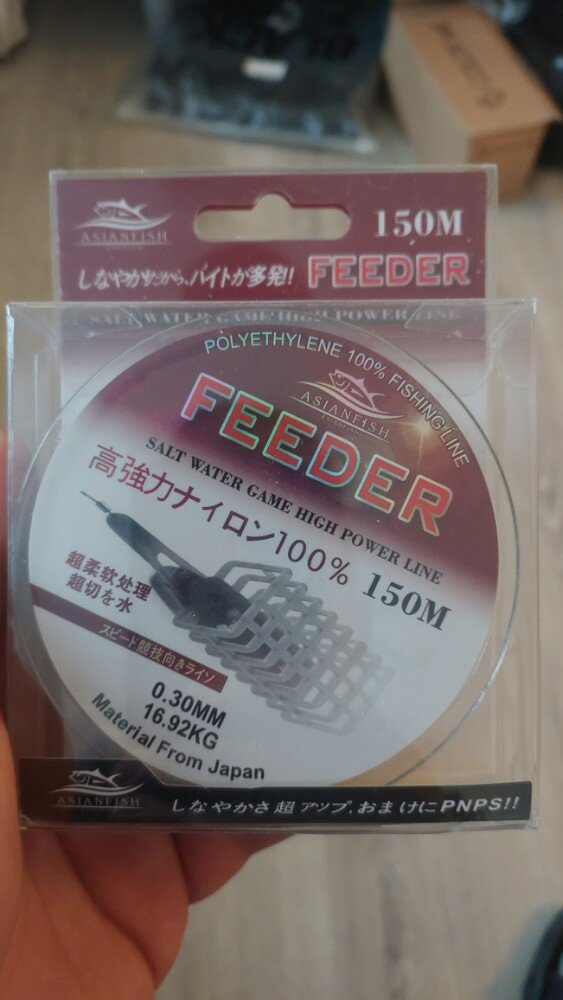 ASIANFISH
150M
しなやかだから、バイトが多発!
FEEDER
SALT WATER GAME HIGH POWER LINE
POLYETHYLENE 100% FISHING LINE
ASIANFISH
ASIANFISH
FEEDER
SALT WATER GAME HIGH POWER LINE
高強力ナイロン100%
150M
超柔软处理
超切を水
スピード競技向きライン
0.30MM
16.92KG
Material From Japan
ASIANFISH
しなやかさ超アップ,おまけにPNPS!!